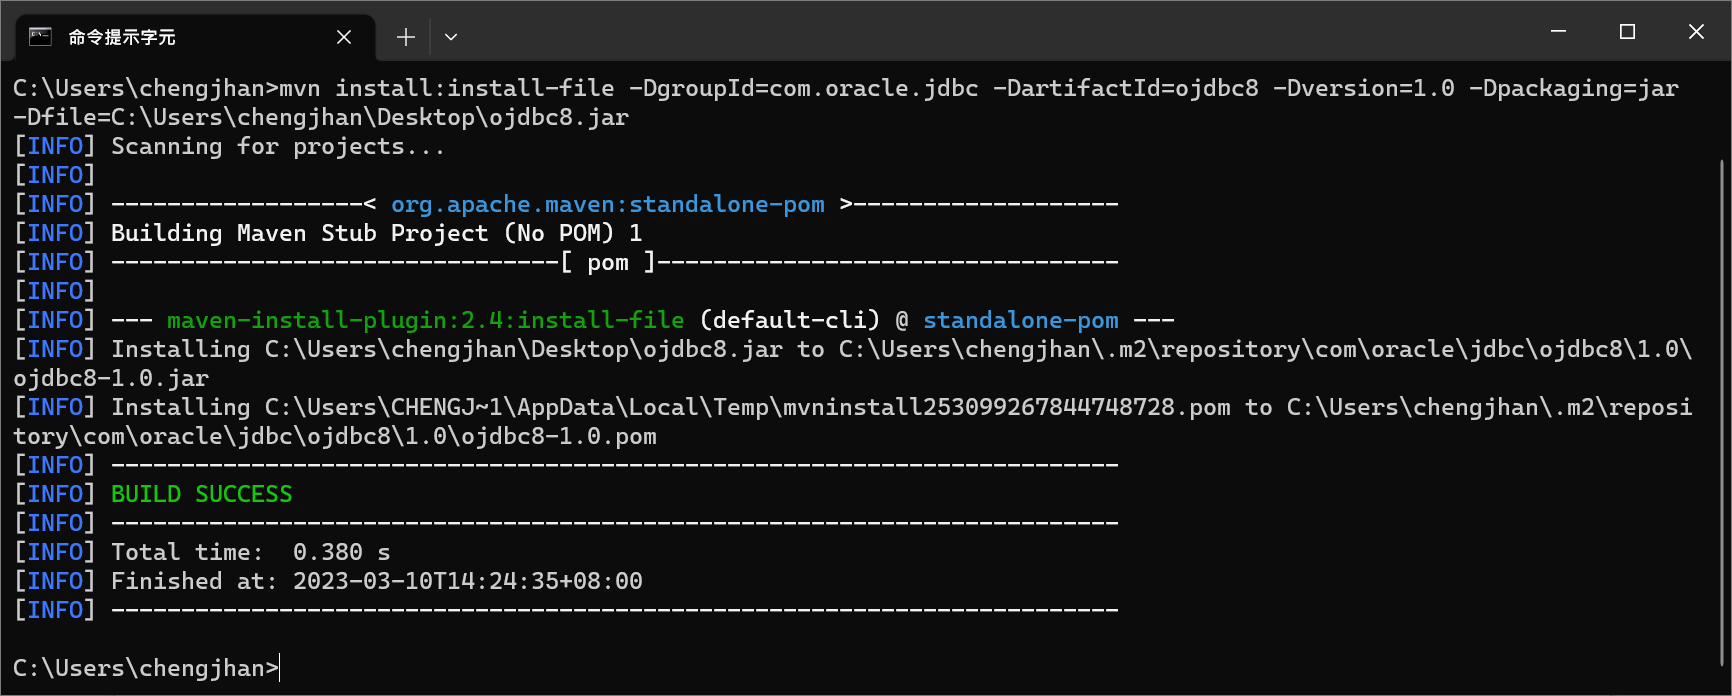 命令提示字元
C:\Users\chengjhan>mvn install:install-file -DgroupId=com.oracle.jdbc -DartifactId=ojdbc8 -Dversion=1.0 -Dpackaging=jar
-Dfile=C:\Users\chengjhan\Desktop\ojdbc8.jar
[INFO] Scanning for projects...
[INFO]
[INFO] ------------------< org.apache.maven:standalone-pom >-------------------
[INFO] Building Maven Stub Project (No POM) 1
[INFO] --------------------------------[ pom ]---------------------------------
[INFO]
[INFO] --- maven-install-plugin:2.4:install-file (default-cli) @ standalone-pom ---
[INFO] Installing C:\Users\chengjhan\Desktop\ojdbc8.jar to C:\Users\chengjhan\.m2\repository\com\oracle\jdbc\ojdbc8\1.0\
ojdbc8-1.0.jar
[INFO] Installing C:\Users\CHENGJ~1\AppData\Local\Temp\mvninstall253099267844748728.pom to C:\Users\chengjhan\.m2\reposi
tory\com\oracle\jdbc\ojdbc8\1.0\ojdbc8-1.0.pom
[INFO] ------------------------------------------------------------------------
[INFO] BUILD SUCCESS
[INFO] ------------------------------------------------------------------------
[INFO] Total time:  0.380 s
[INFO] Finished at: 2023-03-10T14:24:35+08:00
[INFO] ------------------------------------------------------------------------
C:\Users\chengjhan>